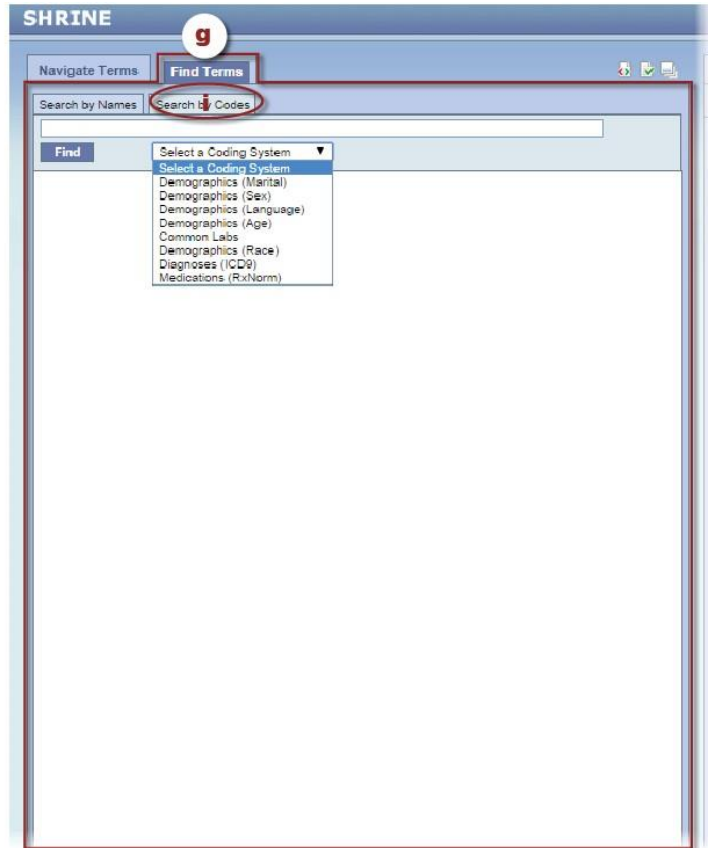 SHRINE
g
Navigate Terms Find Terms
Search by Names Search by Codes
i
Find Select a Coding System ▼
Select a Coding System
Demographics (Marital)
Demographics (Sex)
Demographics (Language)
Demographics (Age)
Common Labs
Demographics (Race)
Diagnoses (ICD9)
Medications (RxNorm)